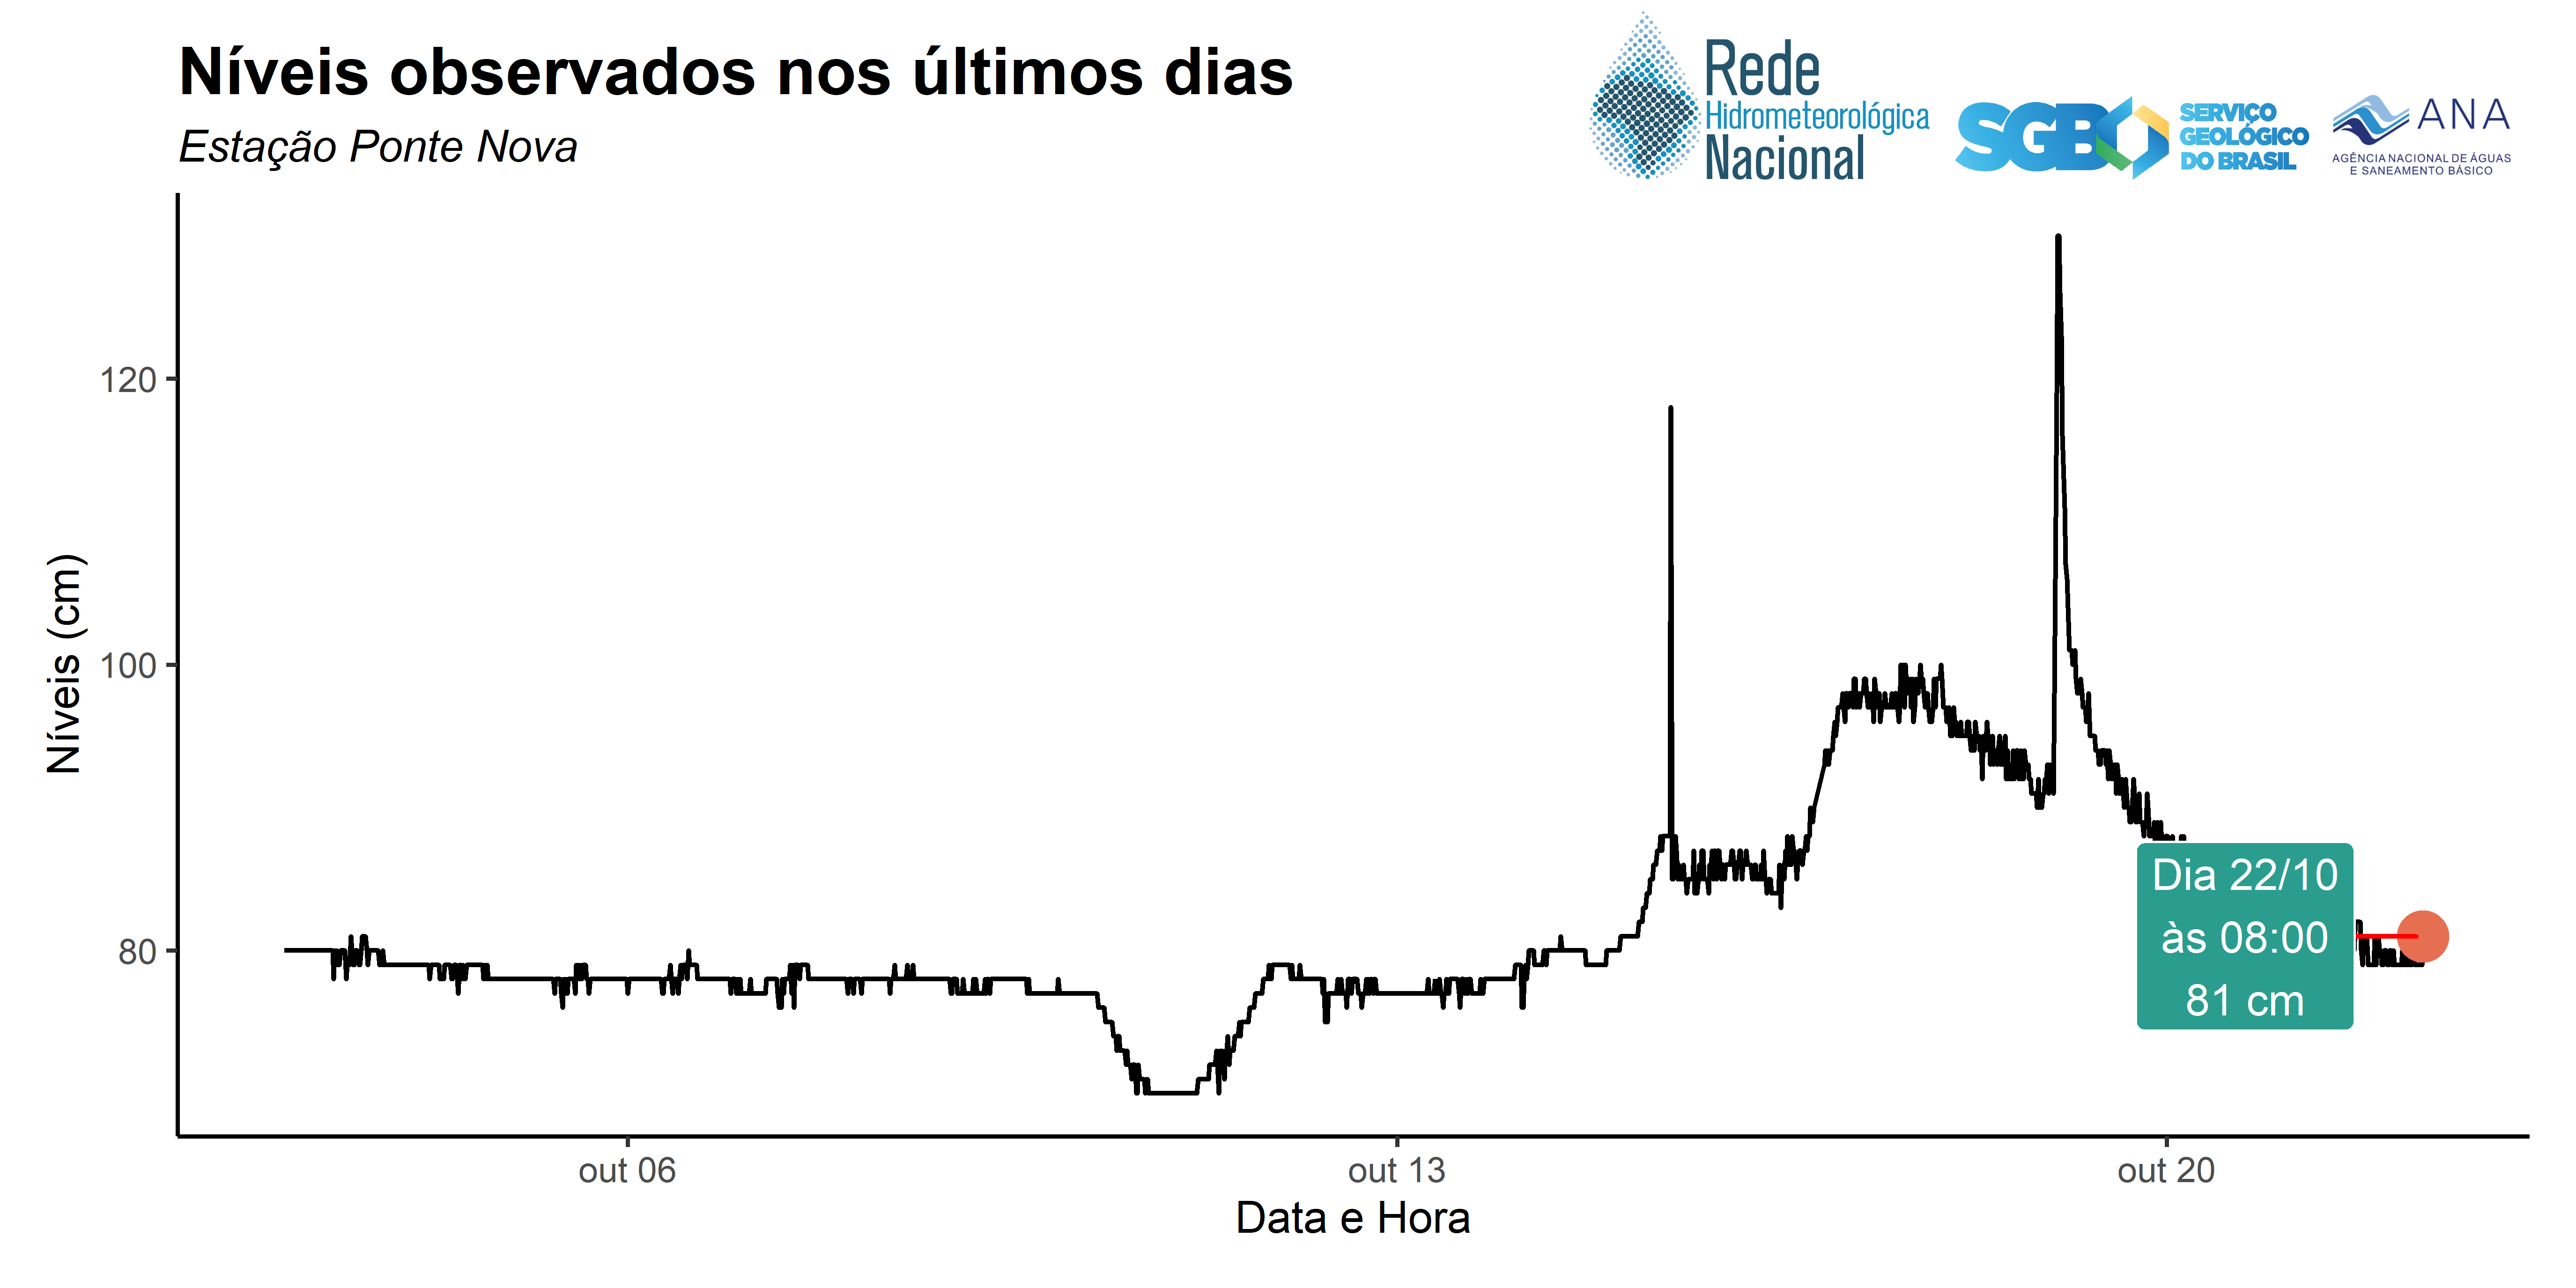 Níveis observados nos últimos dias
Estação Ponte Nova
Rede
Hidrometeorológica
Nacional
SGB
SERVIÇO
GEOLÓGICO
DO BRASIL
ANA
AGÊNCIA NACIONAL DE ÁGUAS
E SANEAMENTO BÁSICO
Níveis (cm)
120
100
80
Dia 22/10
às 08:00
81 cm
out 06
out 13
out 20
Data e Hora